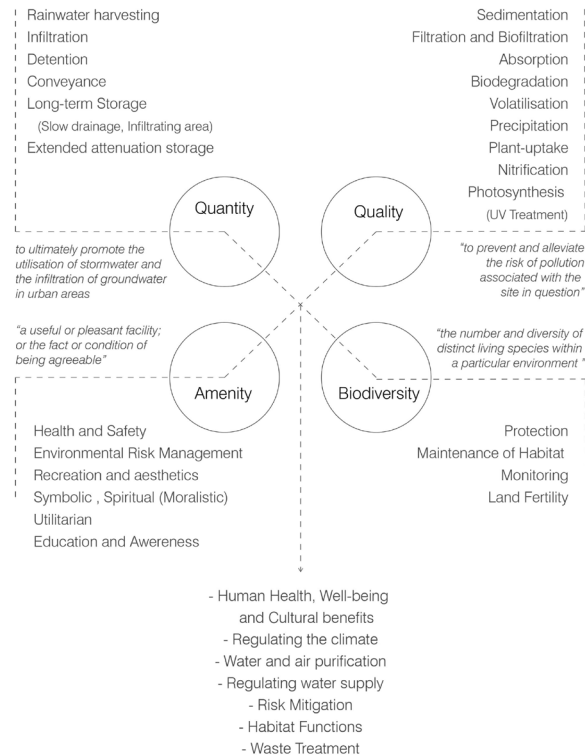 Rainwater harvesting
Infiltration
Detention
Conveyance
Long-term Storage
(Slow drainage, Infiltrating area)
Extended attenuation storage
Sedimentation
Filtration and Biofiltration
Absorption
Biodegradation
Volatilisation
Precipitation
Plant-uptake
Nitrification
Photosynthesis
(UV Treatment)
Quantity
Quality
to ultimately promote the
utilisation of stormwater and
the infiltration of groundwater
in urban areas
"to prevent and alleviate
the risk of pollution
associated with the
site in question"
"a useful or pleasant facility;
or the fact or condition of
being agreeable"
"the number and diversity of
distinct living species within
a particular environment "
Amenity
Biodiversity
Health and Safety
Environmental Risk Management
Recreation and aesthetics
Symbolic , Spiritual (Moralistic)
Utilitarian
Education and Awereness
Protection
Maintenance of Habitat
Monitoring
Land Fertility
- Human Health, Well-being
and Cultural benefits
- Regulating the climate
- Water and air purification
- Regulating water supply
- Risk Mitigation
- Habitat Functions
- Waste Treatment